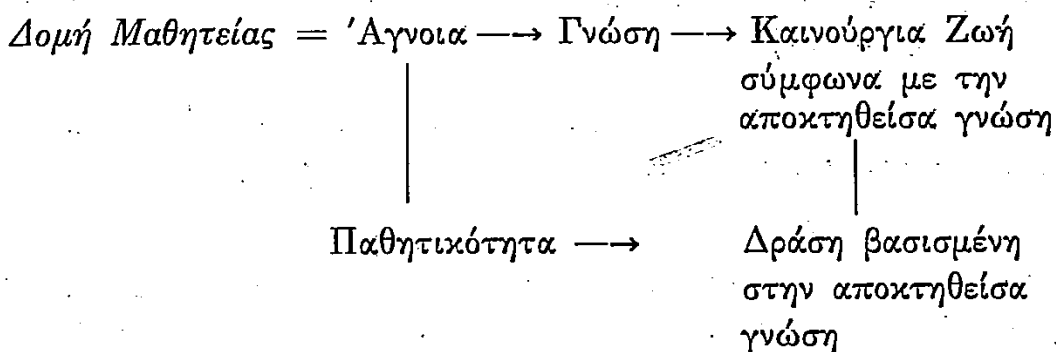 Δομή Μαθητείας = Άγνοια → Γνώση → Καινούργια Ζωή
σύμφωνα με την
αποκτηθείσα γνώση
Παθητικότητα → Δράση βασισμένη
στην αποκτηθείσα
γνώση